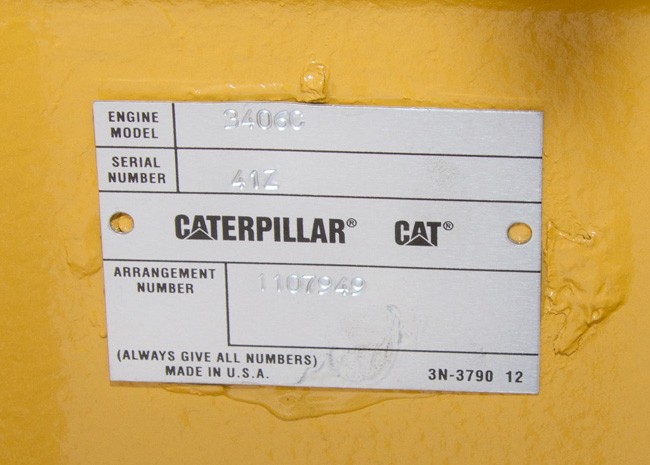 ENGINE MODEL 3406C
SERIAL NUMBER 41Z
CATERPILLAR® CAT®
ARRANGEMENT NUMBER 1107949
(ALWAYS GIVE ALL NUMBERS)
MADE IN U.S.A. 3N-3790 12